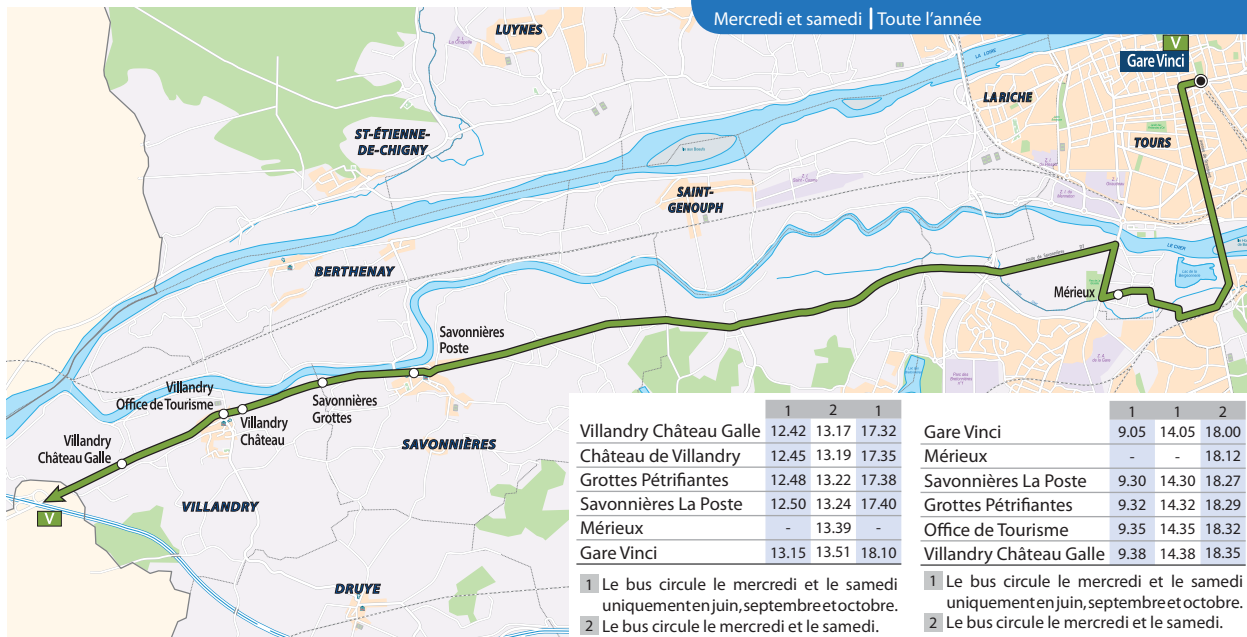 Mercredi et samedi | Toute l'année
LUYNES
V
Gare Vinci
LA LOIRE
LA RICHE
TOURS
ST-ÉTIENNE-
DE-CHIGNY
SAINT-
GENOUPH
BERTHENAY
LE CHER
Mérieux
Savonnières
Poste
Villandry
Office de Tourisme
Savonnières
Grottes
Villandry
Château
Villandry
Château Galle
SAVONNIÈRES
VILLANDRY
V
DRUYE
1 2 1
Villandry Château Galle 12.42 13.17 17.32
Château de Villandry 12.45 13.19 17.35
Grottes Pétrifiantes 12.48 13.22 17.38
Savonnières La Poste 12.50 13.24 17.40
Mérieux - 13.39 -
Gare Vinci 13.15 13.51 18.10
1 Le bus circule le mercredi et le samedi
uniquement en juin, septembre et octobre.
2 Le bus circule le mercredi et le samedi.
1 1 2
Gare Vinci 9.05 14.05 18.00
Mérieux - - 18.12
Savonnières La Poste 9.30 14.30 18.27
Grottes Pétrifiantes 9.32 14.32 18.29
Office de Tourisme 9.35 14.35 18.32
Villandry Château Galle 9.38 14.38 18.35
1 Le bus circule le mercredi et le samedi
uniquement en juin, septembre et octobre.
2 Le bus circule le mercredi et le samedi.